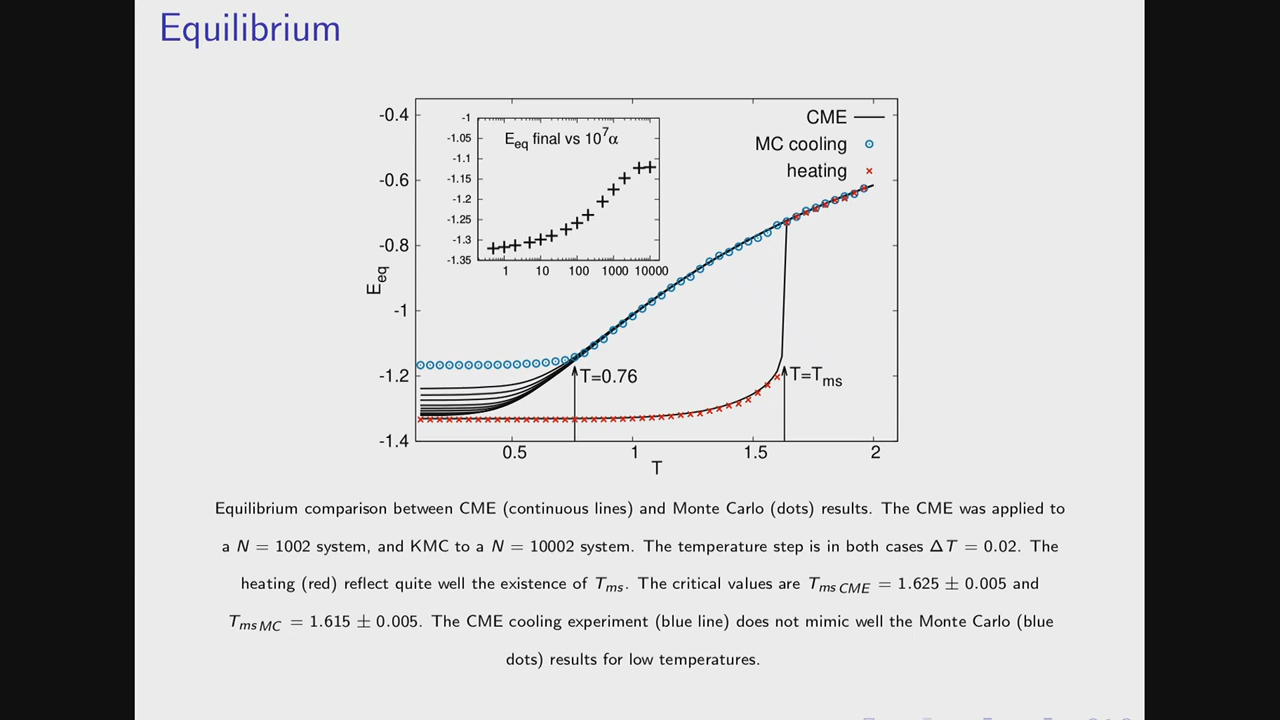 Equilibrium
CME
MC cooling
heating
E_eq final vs 10^7α
-1
-1.05
-1.1
-1.15
-1.2
-1.25
-1.3
-1.35
1 10 100 1000 10000
-0.4
-0.6
-0.8
-1
-1.2
-1.4
E_eq
T=0.76
T=T_ms
0.5 1 1.5 2
T
Equilibrium comparison between CME (continuous lines) and Monte Carlo (dots) results. The CME was applied to
a N = 1002 system, and KMC to a N = 10002 system. The temperature step is in both cases ΔT = 0.02. The
heating (red) reflect quite well the existence of T_ms. The critical values are T_ms CME = 1.625 ± 0.005 and
T_ms MC = 1.615 ± 0.005. The CME cooling experiment (blue line) does not mimic well the Monte Carlo (blue
dots) results for low temperatures.